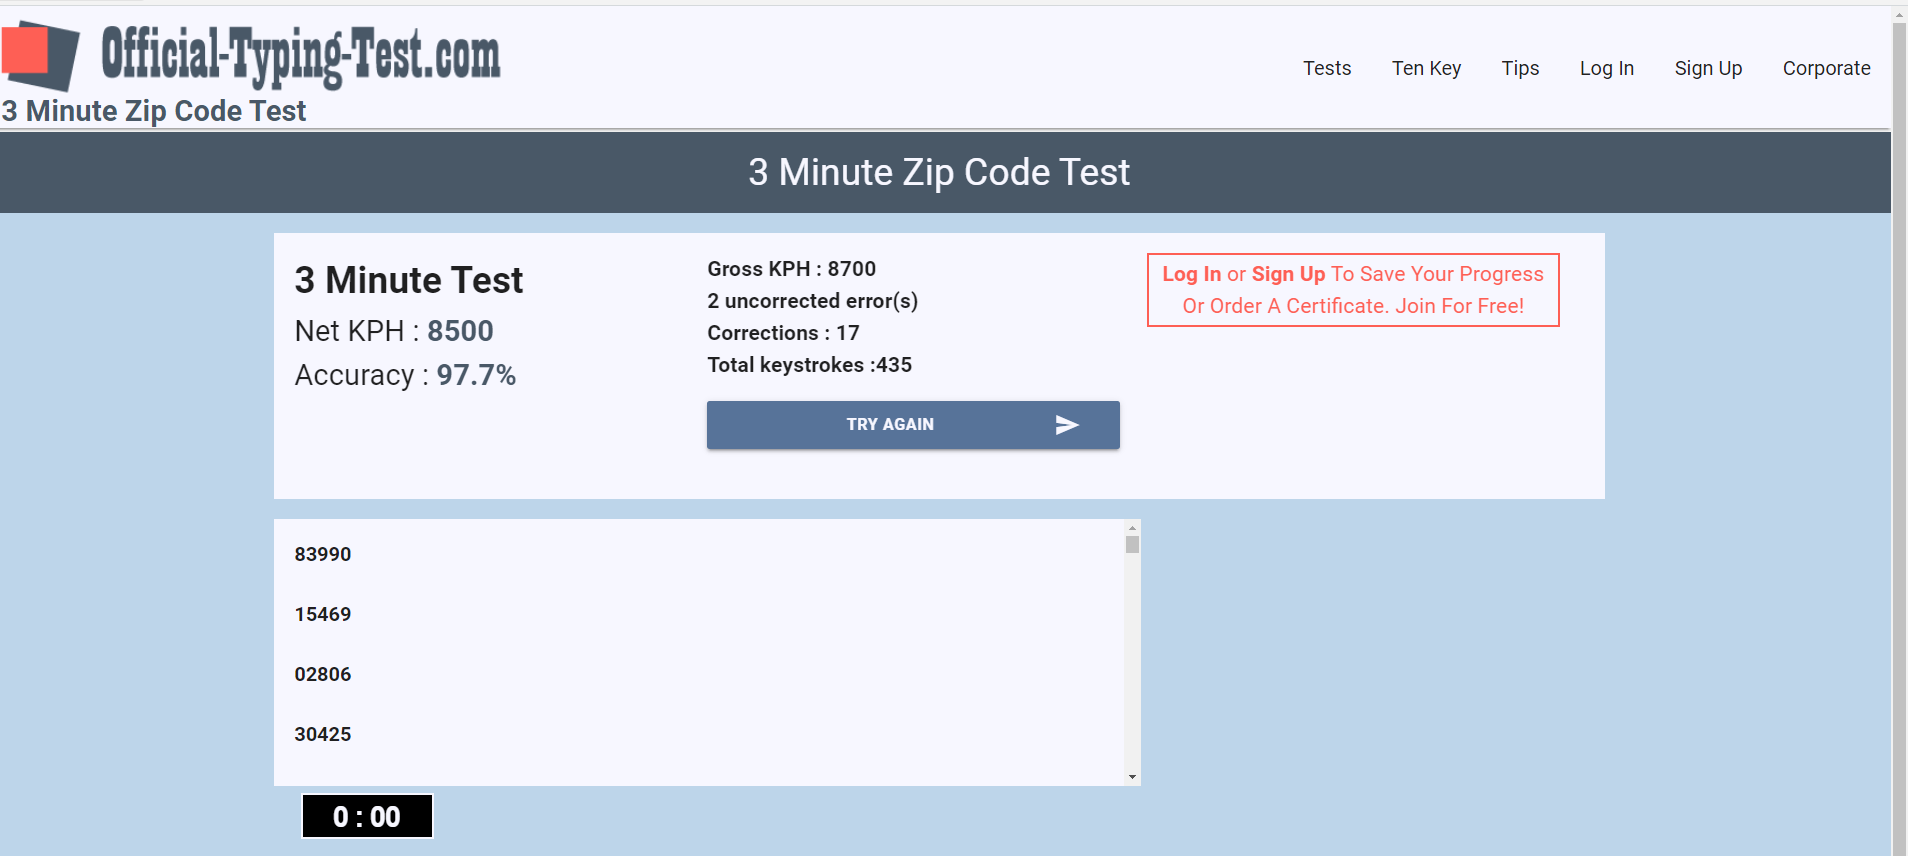 Official-Typing-Test.com
3 Minute Zip Code Test
Tests Ten Key Tips Log In Sign Up Corporate
3 Minute Zip Code Test
3 Minute Test
Net KPH : 8500
Accuracy : 97.7%
Gross KPH : 8700
2 uncorrected error(s)
Corrections : 17
Total keystrokes :435
TRY AGAIN
Log In or Sign Up To Save Your Progress
Or Order A Certificate. Join For Free!
83990
15469
02806
30425
0 : 00